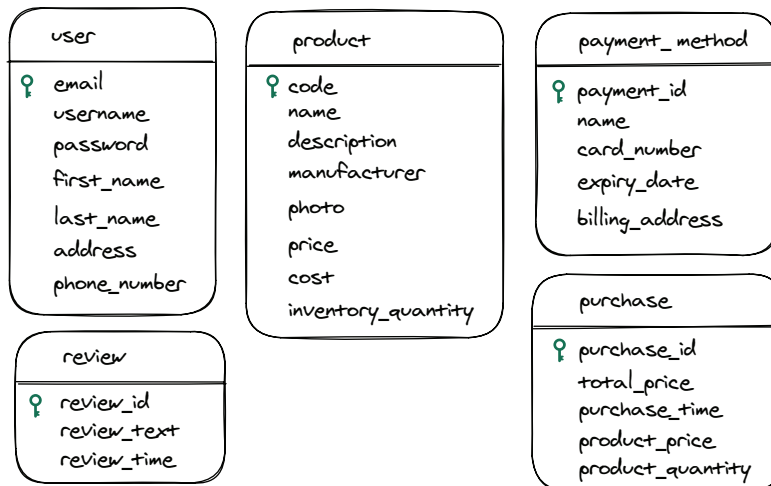 user
email
username
password
first_name
last_name
address
phone_number
product
code
name
description
manufacturer
photo
price
cost
inventory_quantity
payment_method
payment_id
name
card_number
expiry_date
billing_address
review
review_id
review_text
review_time
purchase
purchase_id
total_price
purchase_time
product_price
product_quantity